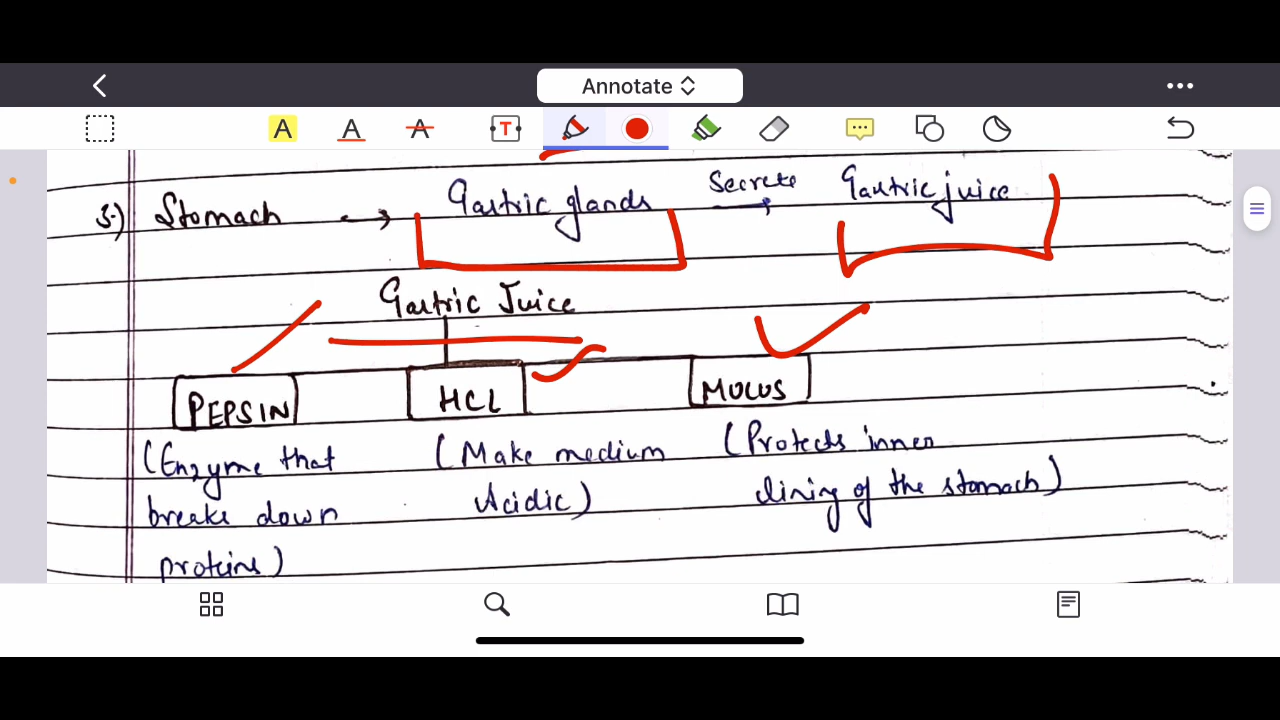 Annotate
A A A T
3.) Stomach → Gastric glands Secrete → Gastric juice
Gastric Juice
PEPSIN HCL MUCUS
(Enzyme that (Make medium (Protects inner
breaks down Acidic) lining of the stomach)
proteins)